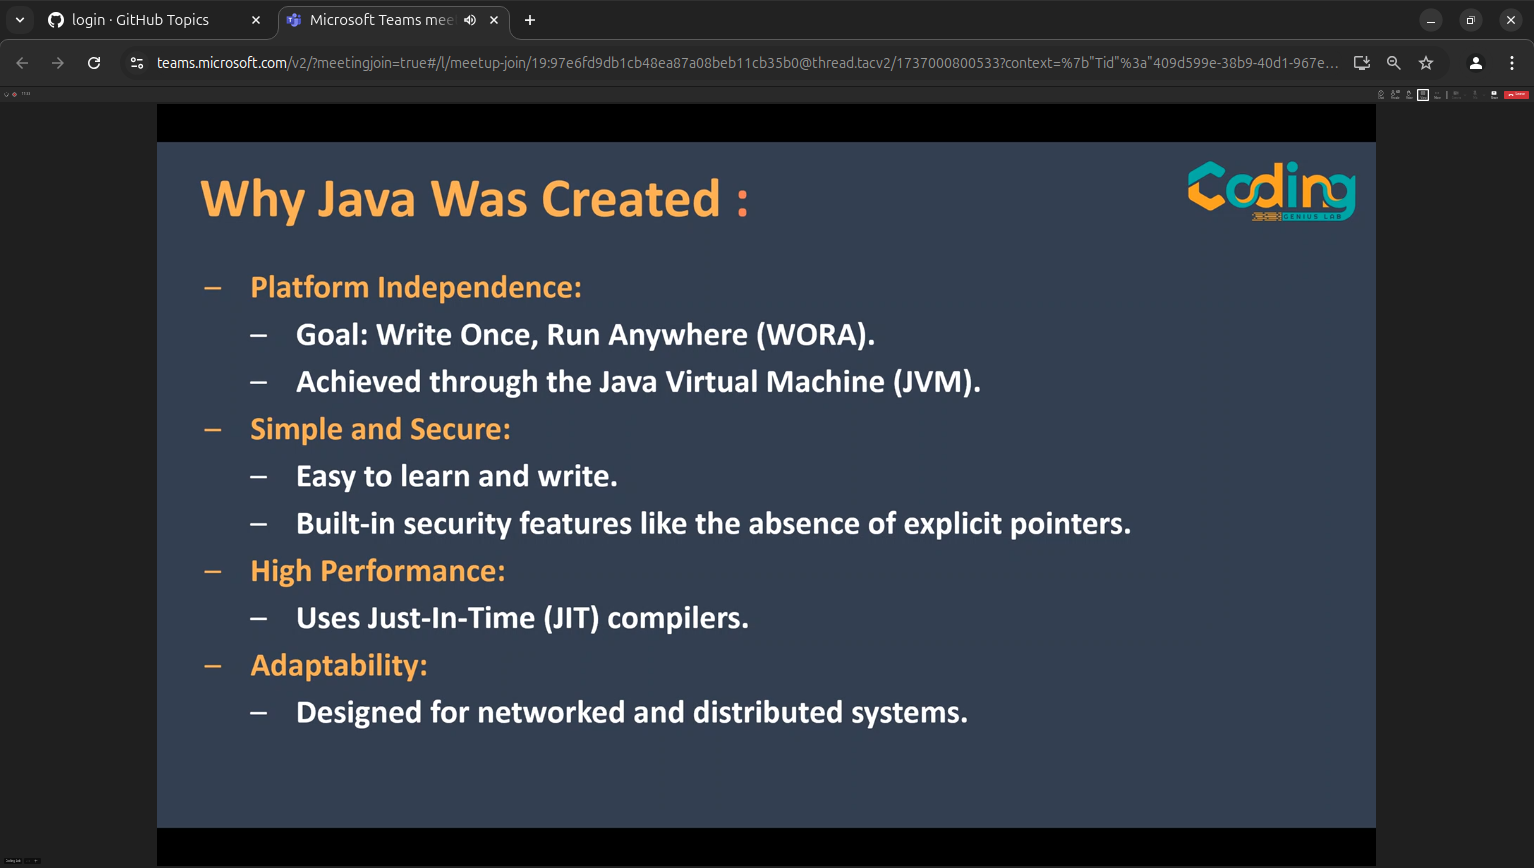 login · GitHub Topics
Microsoft Teams mee
teams.microsoft.com/v2/?meetingjoin=true#/l/meetup-join/19:97e6fd9db1cb48ea87a08beb11cb35b0@thread.tacv2/1737000800533?context=%7b"Tid"%3a"409d599e-38b9-40d1-967e...
Why Java Was Created :
Coding
GENIUS LAB
– Platform Independence:
– Goal: Write Once, Run Anywhere (WORA).
– Achieved through the Java Virtual Machine (JVM).
– Simple and Secure:
– Easy to learn and write.
– Built-in security features like the absence of explicit pointers.
– High Performance:
– Uses Just-In-Time (JIT) compilers.
– Adaptability:
– Designed for networked and distributed systems.